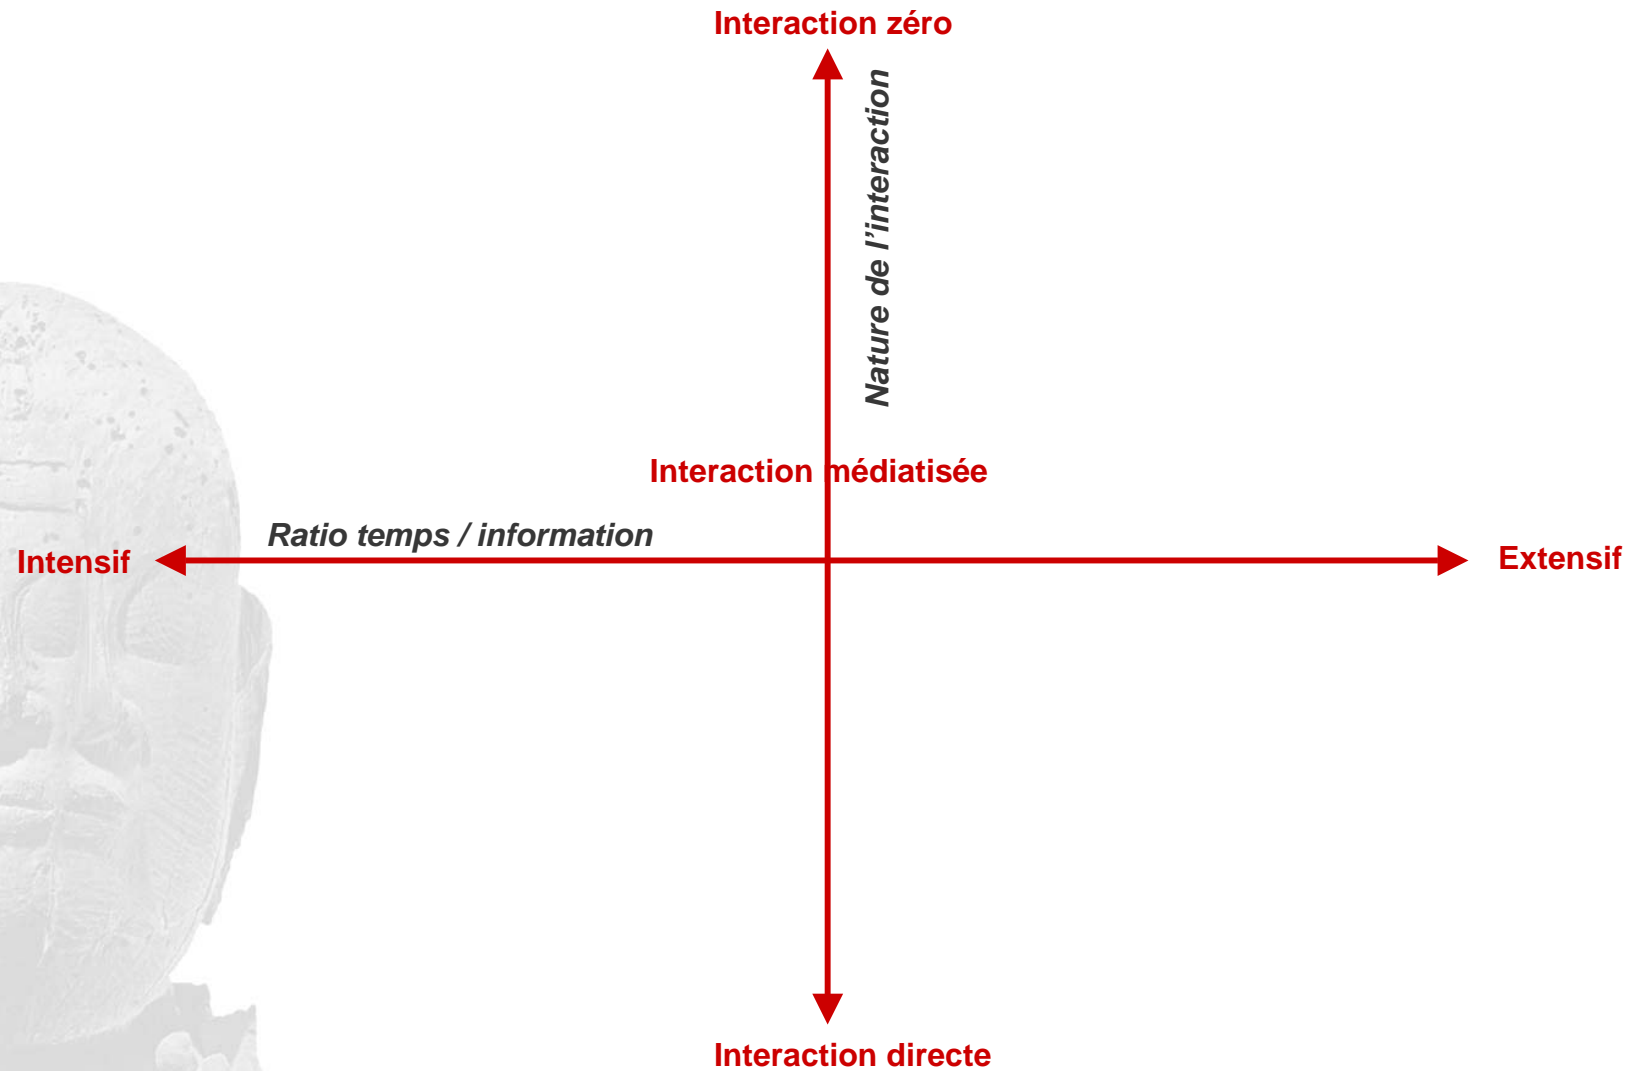 Interaction zéro
Nature de l’interaction
Interaction médiatisée
Ratio temps / information
Intensif
Extensif
Interaction directe